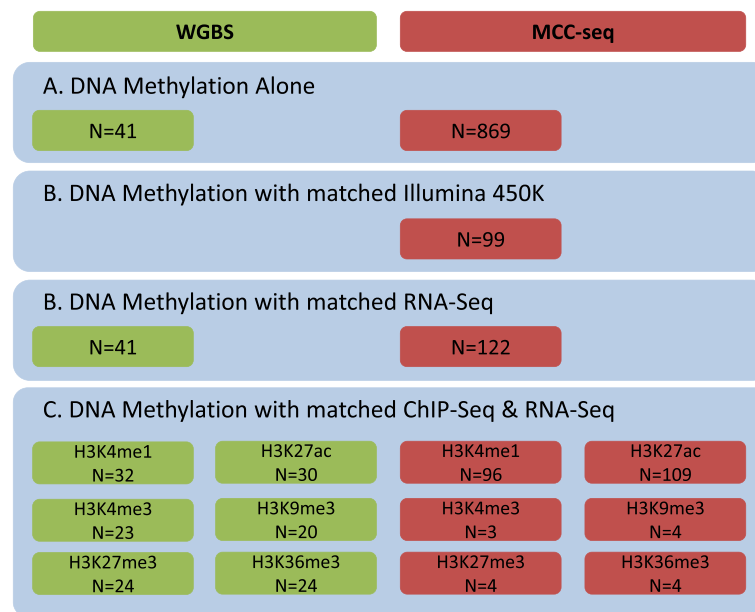 WGBS
MCC-seq
A. DNA Methylation Alone
N=41
N=869
B. DNA Methylation with matched Illumina 450K
N=99
B. DNA Methylation with matched RNA-Seq
N=41
N=122
C. DNA Methylation with matched ChIP-Seq & RNA-Seq
H3K4me1
N=32
H3K27ac
N=30
H3K4me1
N=96
H3K27ac
N=109
H3K4me3
N=23
H3K9me3
N=20
H3K4me3
N=3
H3K9me3
N=4
H3K27me3
N=24
H3K36me3
N=24
H3K27me3
N=4
H3K36me3
N=4